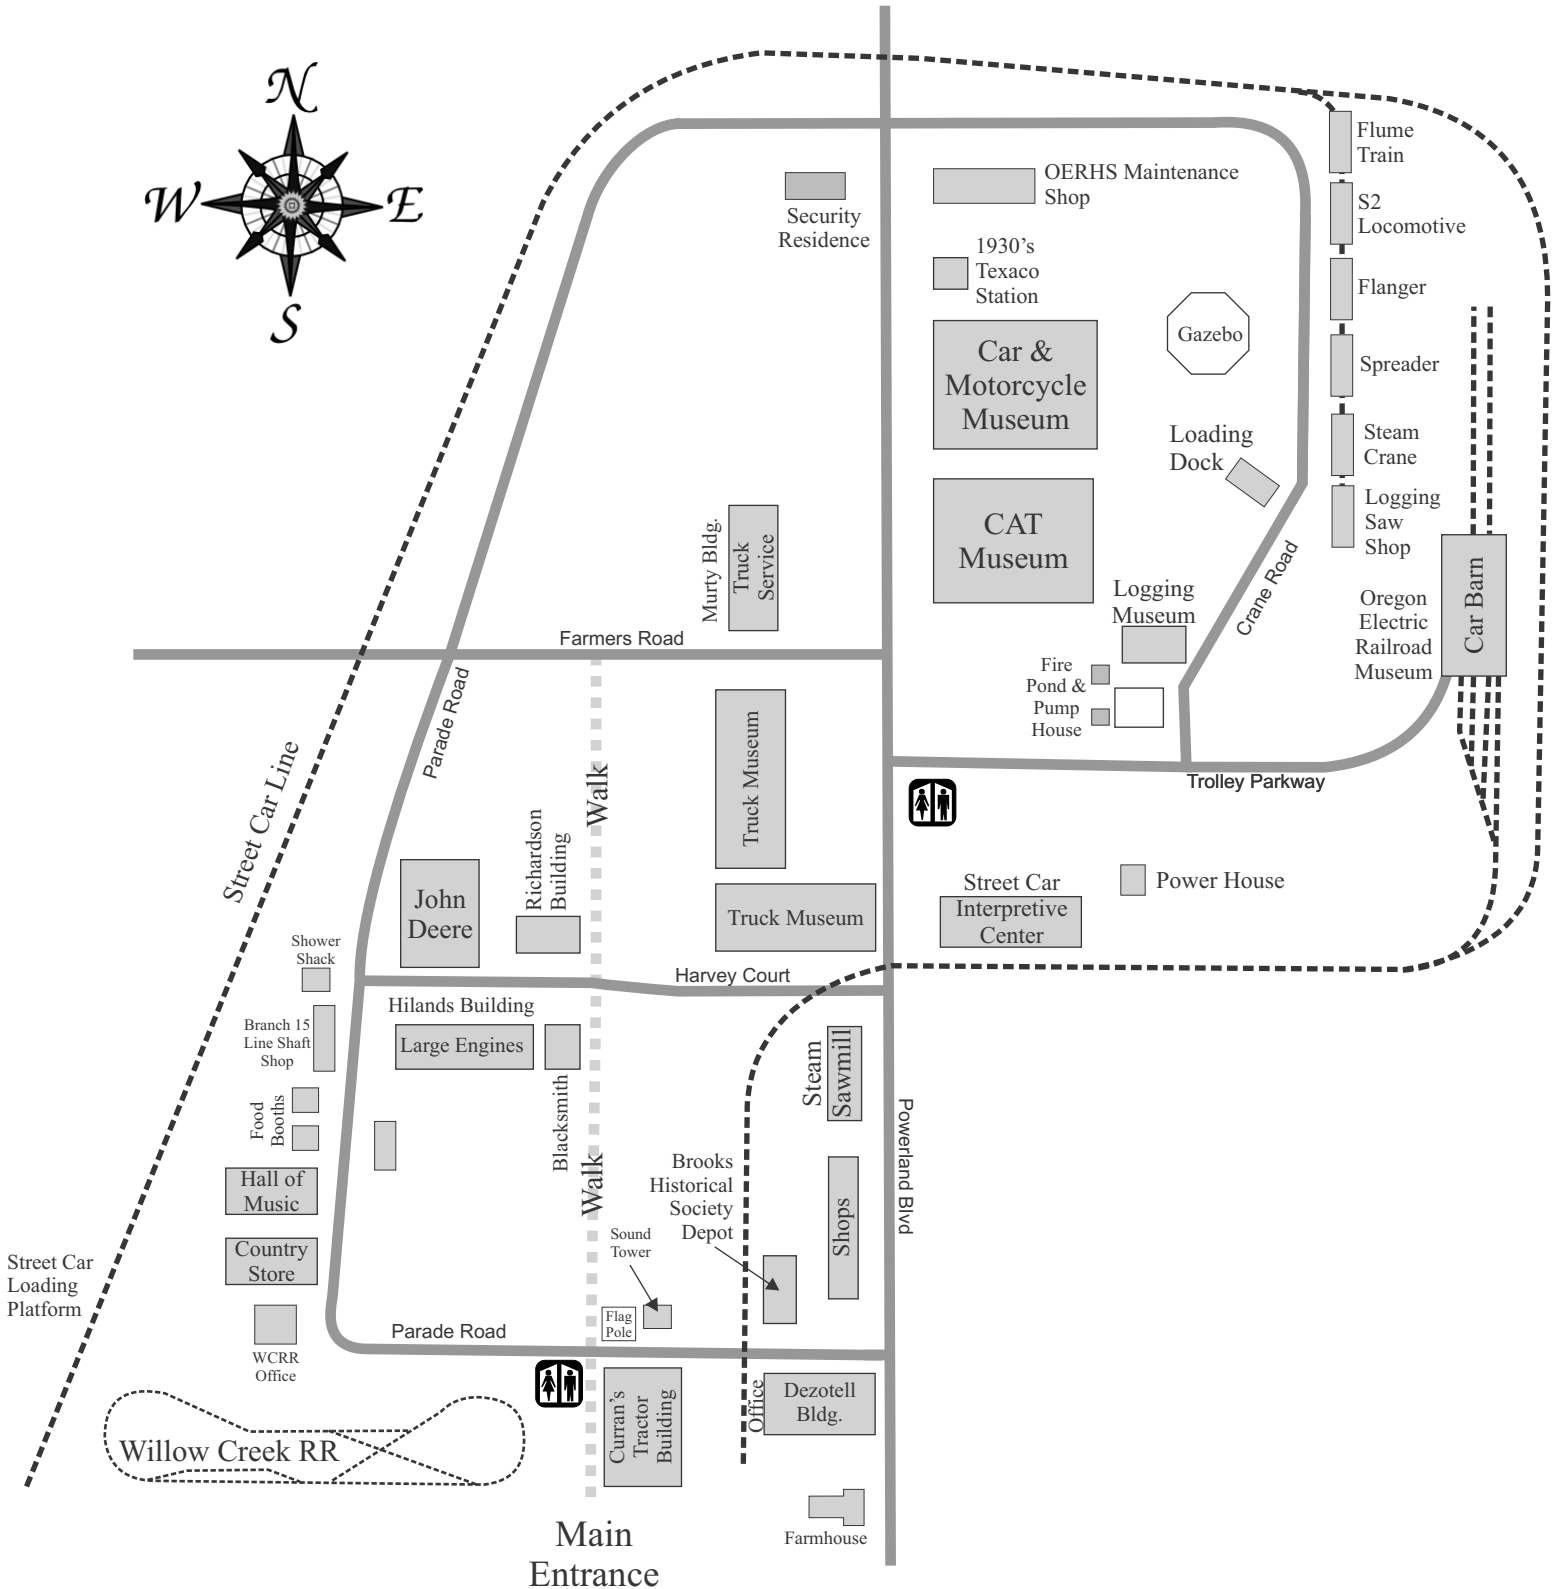 N
W
E
S
Security
Residence
OERHS Maintenance
Shop
1930's
Texaco
Station
Car &
Motorcycle
Museum
Gazebo
Flume
Train
S2
Locomotive
Flanger
Spreader
Steam
Crane
Logging
Saw
Shop
Loading
Dock
CAT
Museum
Murty Bldg.
Truck
Service
Crane Road
Logging
Museum
Fire
Pond &
Pump
House
Oregon
Electric
Railroad
Museum
Car Barn
Farmers Road
Parade Road
Street Car Line
Walk
Truck Museum
Trolley Parkway
Richardson
Building
John
Deere
Truck Museum
Street Car
Interpretive
Center
Power House
Shower
Shack
Harvey Court
Branch 15
Line Shaft
Shop
Hilands Building
Large Engines
Blacksmith
Steam
Sawmill
Food
Booths
Powerland Blvd
Hall of
Music
Walk
Brooks
Historical
Society
Depot
Shops
Country
Store
Sound
Tower
Flag
Pole
Street Car
Loading
Platform
WCRR
Office
Parade Road
Curran's
Tractor
Building
Office
Dezotell
Bldg.
Willow Creek RR
Farmhouse
Main
Entrance